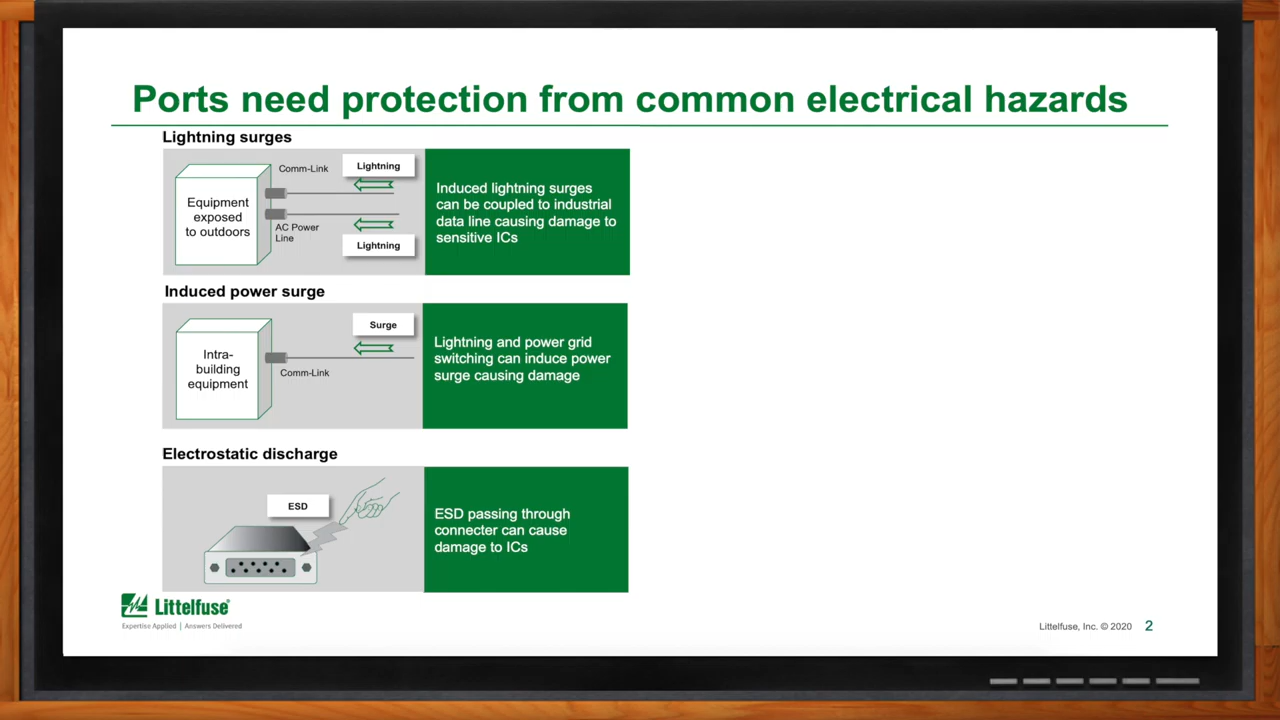 Ports need protection from common electrical hazards
Lightning surges
Equipment
exposed
to outdoors
Comm-Link
Lightning
AC Power
Line
Lightning
Induced lightning surges
can be coupled to industrial
data line causing damage to
sensitive ICs
Induced power surge
Intra-
building
equipment
Surge
Comm-Link
Lightning and power grid
switching can induce power
surge causing damage
Electrostatic discharge
ESD
ESD passing through
connecter can cause
damage to ICs
Littelfuse®
Expertise Applied | Answers Delivered
Littelfuse, Inc. © 2020 2